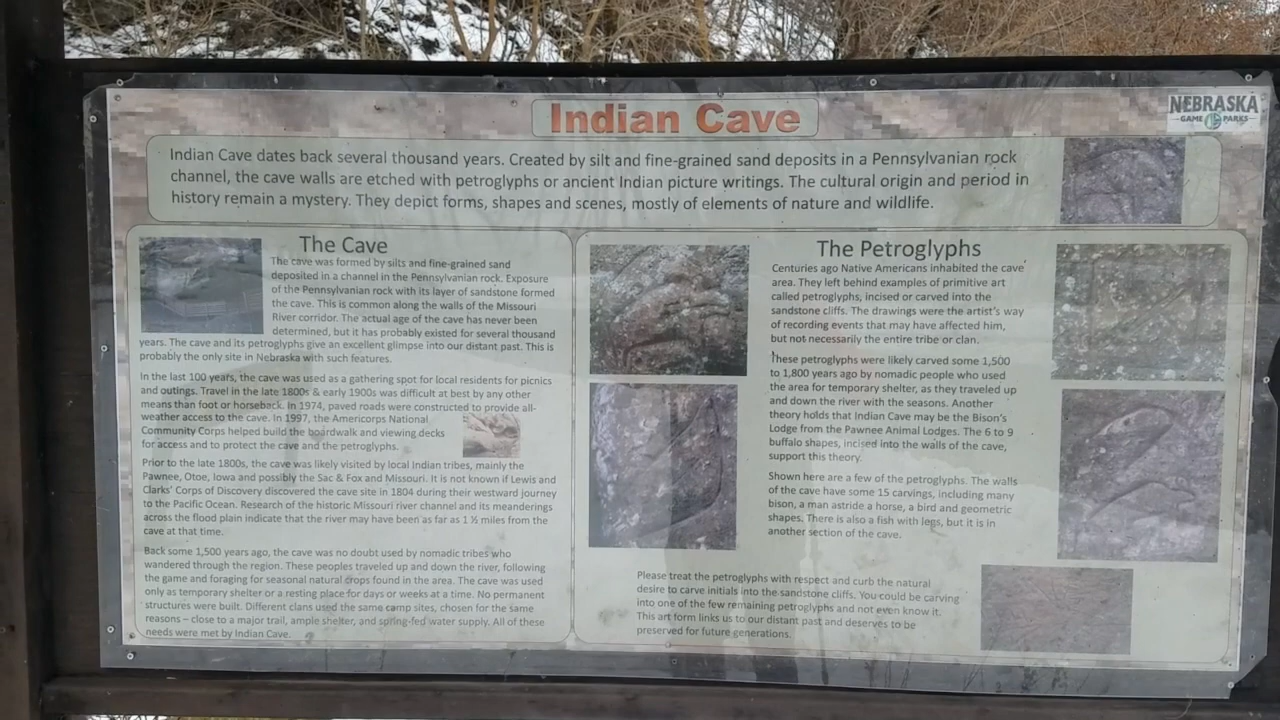 Indian Cave
NEBRASKA
GAME PARKS
Indian Cave dates back several thousand years. Created by silt and fine-grained sand deposits in a Pennsylvanian rock
channel, the cave walls are etched with petroglyphs or ancient Indian picture writings. The cultural origin and period in
history remain a mystery. They depict forms, shapes and scenes, mostly of elements of nature and wildlife.
The Cave
The cave was formed by silts and fine-grained sand
deposited in a channel in the Pennsylvanian rock. Exposure
of the Pennsylvanian rock with its layer of sandstone formed
the cave. This is common along the walls of the Missouri
River corridor. The actual age of the cave has never been
determined, but it has probably existed for several thousand
years. The cave and its petroglyphs give an excellent glimpse into our distant past. This is
probably the only site in Nebraska with such features.
In the last 100 years, the cave was used as a gathering spot for local residents for picnics
and outings. Travel in the late 1800s & early 1900s was difficult at best by any other
means than foot or horseback. In 1974, paved roads were constructed to provide all-
weather access to the cave. In 1997, the Americorps National
Community Corps helped build the boardwalk and viewing decks
for access and to protect the cave and the petroglyphs.
Prior to the late 1800s, the cave was likely visited by local Indian tribes, mainly the
Pawnee, Otoe, Iowa and possibly the Sac & Fox and Missouri. It is not known if Lewis and
Clarks' Corps of Discovery discovered the cave site in 1804 during their westward journey
to the Pacific Ocean. Research of the historic Missouri river channel and its meanderings
across the flood plain indicate that the river may have been as far as 1 ½ miles from the
cave at that time.
Back some 1,500 years ago, the cave was no doubt used by nomadic tribes who
wandered through the region. These peoples traveled up and down the river, following
the game and foraging for seasonal natural crops found in the area. The cave was used
only as temporary shelter or a resting place for days or weeks at a time. No permanent
structures were built. Different clans used the same camp sites, chosen for the same
reasons – close to a major trail, ample shelter, and spring-fed water supply. All of these
needs were met by Indian Cave.
The Petroglyphs
Centuries ago Native Americans inhabited the cave
area. They left behind examples of primitive art
called petroglyphs, incised or carved into the
sandstone cliffs. The drawings were the artist's way
of recording events that may have affected him,
but not necessarily the entire tribe or clan.
These petroglyphs were likely carved some 1,500
to 1,800 years ago by nomadic people who used
the area for temporary shelter, as they traveled up
and down the river with the seasons. Another
theory holds that Indian Cave may be the Bison's
Lodge from the Pawnee Animal Lodges. The 6 to 9
buffalo shapes, incised into the walls of the cave,
support this theory.
Shown here are a few of the petroglyphs. The walls
of the cave have some 15 carvings, including many
bison, a man astride a horse, a bird and geometric
shapes. There is also a fish with legs, but it is in
another section of the cave.
Please treat the petroglyphs with respect and curb the natural
desire to carve initials into the sandstone cliffs. You could be carving
into one of the few remaining petroglyphs and not even know it.
This art form links us to our distant past and deserves to be
preserved for future generations.